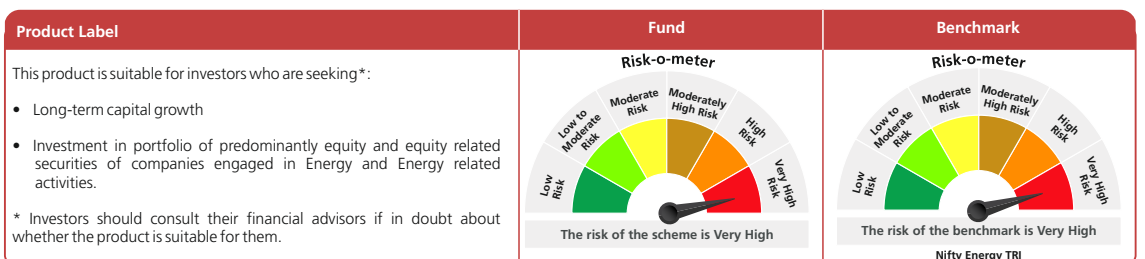 Product Label
Fund
Benchmark
This product is suitable for investors who are seeking*:
• Long-term capital growth
• Investment in portfolio of predominantly equity and equity related
securities of companies engaged in Energy and Energy related
activities.
* Investors should consult their financial advisors if in doubt about
whether the product is suitable for them.
Risk-o-meter
Low
Risk
Low to
Moderate
Risk
Moderate
Risk
Moderately
High Risk
High
Risk
Very High
Risk
The risk of the scheme is Very High
Risk-o-meter
Low
Risk
Low to
Moderate
Risk
Moderate
Risk
Moderately
High Risk
High
Risk
Very High
Risk
The risk of the benchmark is Very High
Nifty Energy TRI